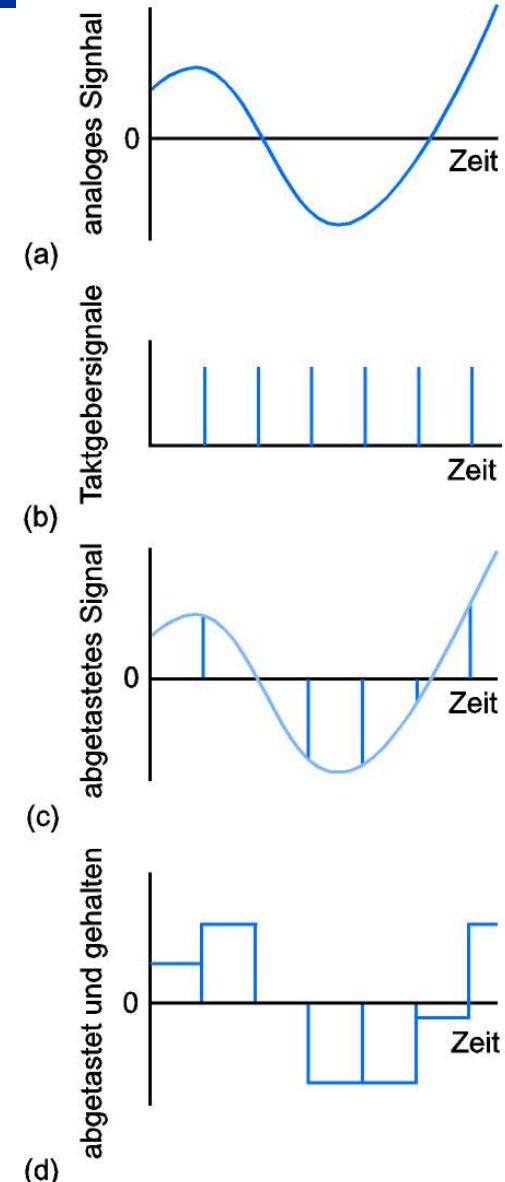 analoges Signhal
0
Zeit
(a)
Taktgebersignale
Zeit
(b)
abgetastetes Signal
0
Zeit
(c)
abgetastet und gehalten
0
Zeit
(d)